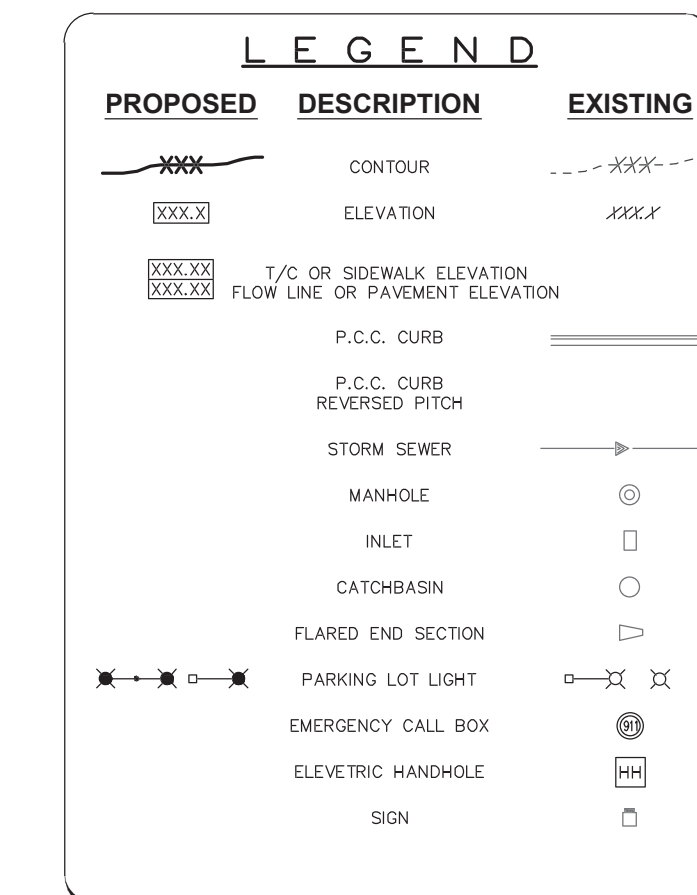 LEGEND
PROPOSED DESCRIPTION EXISTING
XXX CONTOUR XXX
XXX.X ELEVATION XXX.X
XXX.XX T/C OR SIDEWALK ELEVATION
XXX.XX FLOW LINE OR PAVEMENT ELEVATION
P.C.C. CURB
P.C.C. CURB
REVERSED PITCH
STORM SEWER
MANHOLE
INLET
CATCHBASIN
FLARED END SECTION
PARKING LOT LIGHT
EMERGENCY CALL BOX 911
ELEVETRIC HANDHOLE HH
SIGN